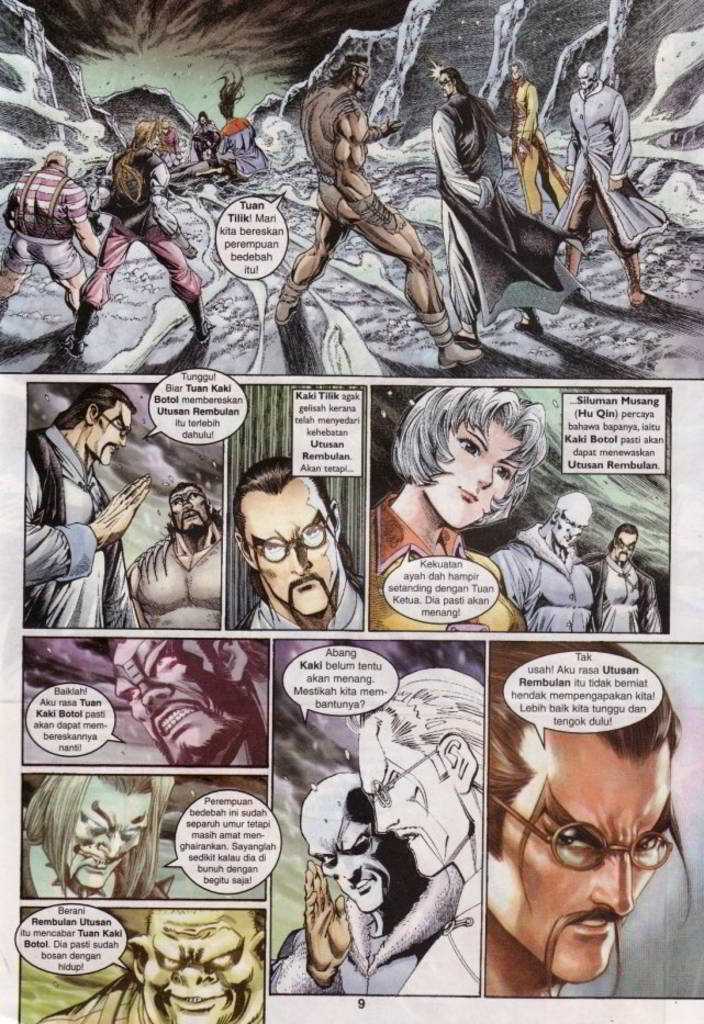 Tuan
Tilik! Mari
kita bereskan
perempuan
bedebah
itu!
Tunggu!
Biar Tuan Kaki
Botol membereskan
Utusan Rembulan
itu terlebih
dahulu!
Kaki Tilik agak
gelisah kerana
telah menyedari
kehebatan
Utusan
Rembulan.
Akan tetapi...
...Siluman Musang
(Hu Qin) percaya
bahawa bapanya, iaitu
Kaki Botol pasti akan
dapat menewaskan
Utusan Rembulan.
Kekuatan
ayah dah hampir
setanding dengan Tuan
Ketua. Dia pasti akan
menang!
Baiklah!
Aku rasa Tuan
Kaki Botol pasti
akan dapat mem-
bereskannya
nanti!
Perempuan
bedebah ini sudah
separuh umur tetapi
masih amat men-
ghairankan. Sayanglah
sedikit kalau dia di
bunuh dengan
begitu saja!
Berani
Rembulan Utusan
itu mencabar Tuan
Kaki Botol. Dia pasti sudah
bosan dengan
hidup!
Abang
Kaki belum tentu
akan menang.
Mestikah kita mem-
bantunya?
Tak
usah! Aku rasa Utusan
Rembulan itu tidak berniat
hendak mempengapakan kita!
Lebih baik kita tunggu dan
tengok dulu!
9